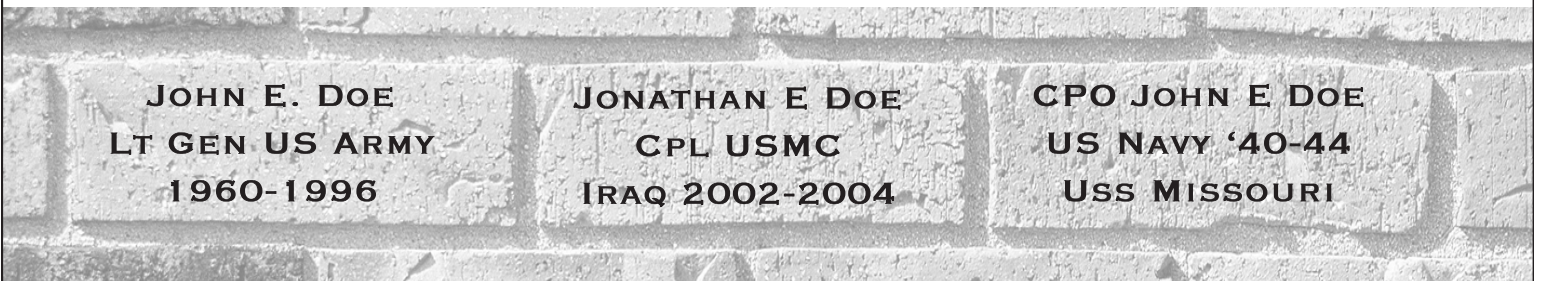 John E. Doe
Lt Gen US Army
1960-1996
Jonathan E Doe
Cpl USMC
Iraq 2002-2004
CPO John E Doe
US Navy ‘40-44
Uss Missouri